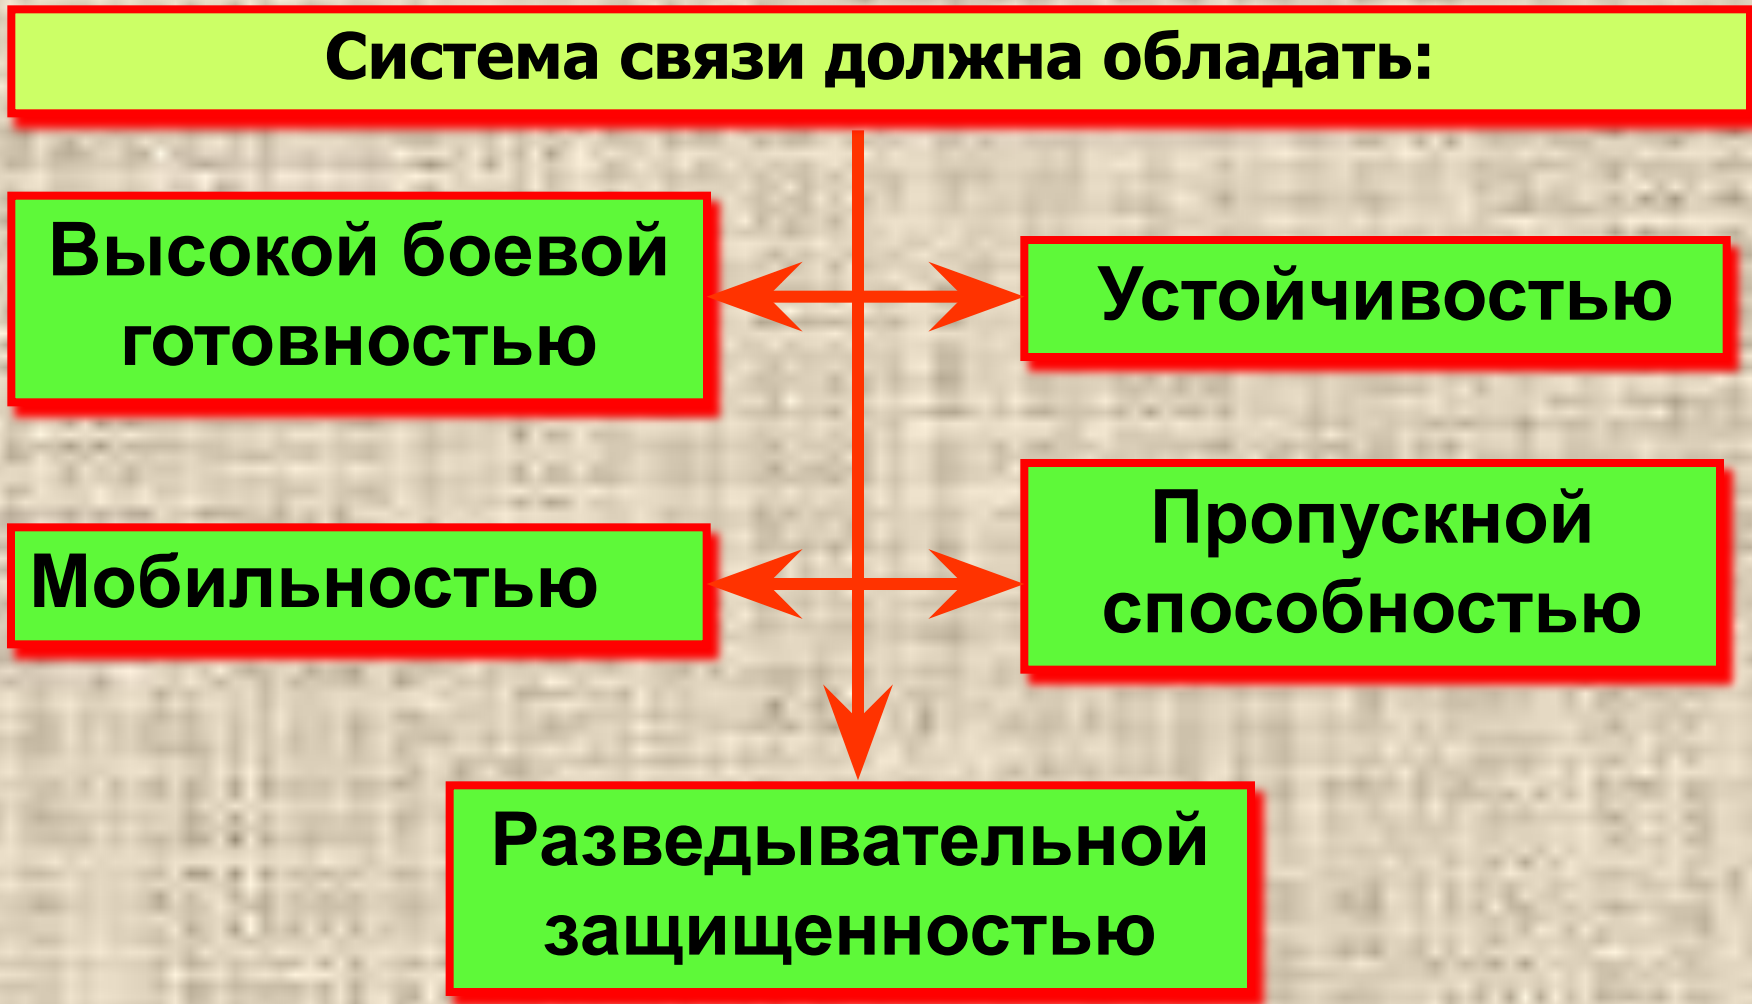 Система связи должна обладать:
Высокой боевой
готовностью
Устойчивостью
Мобильностью
Пропускной
способностью
Разведывательной
защищенностью